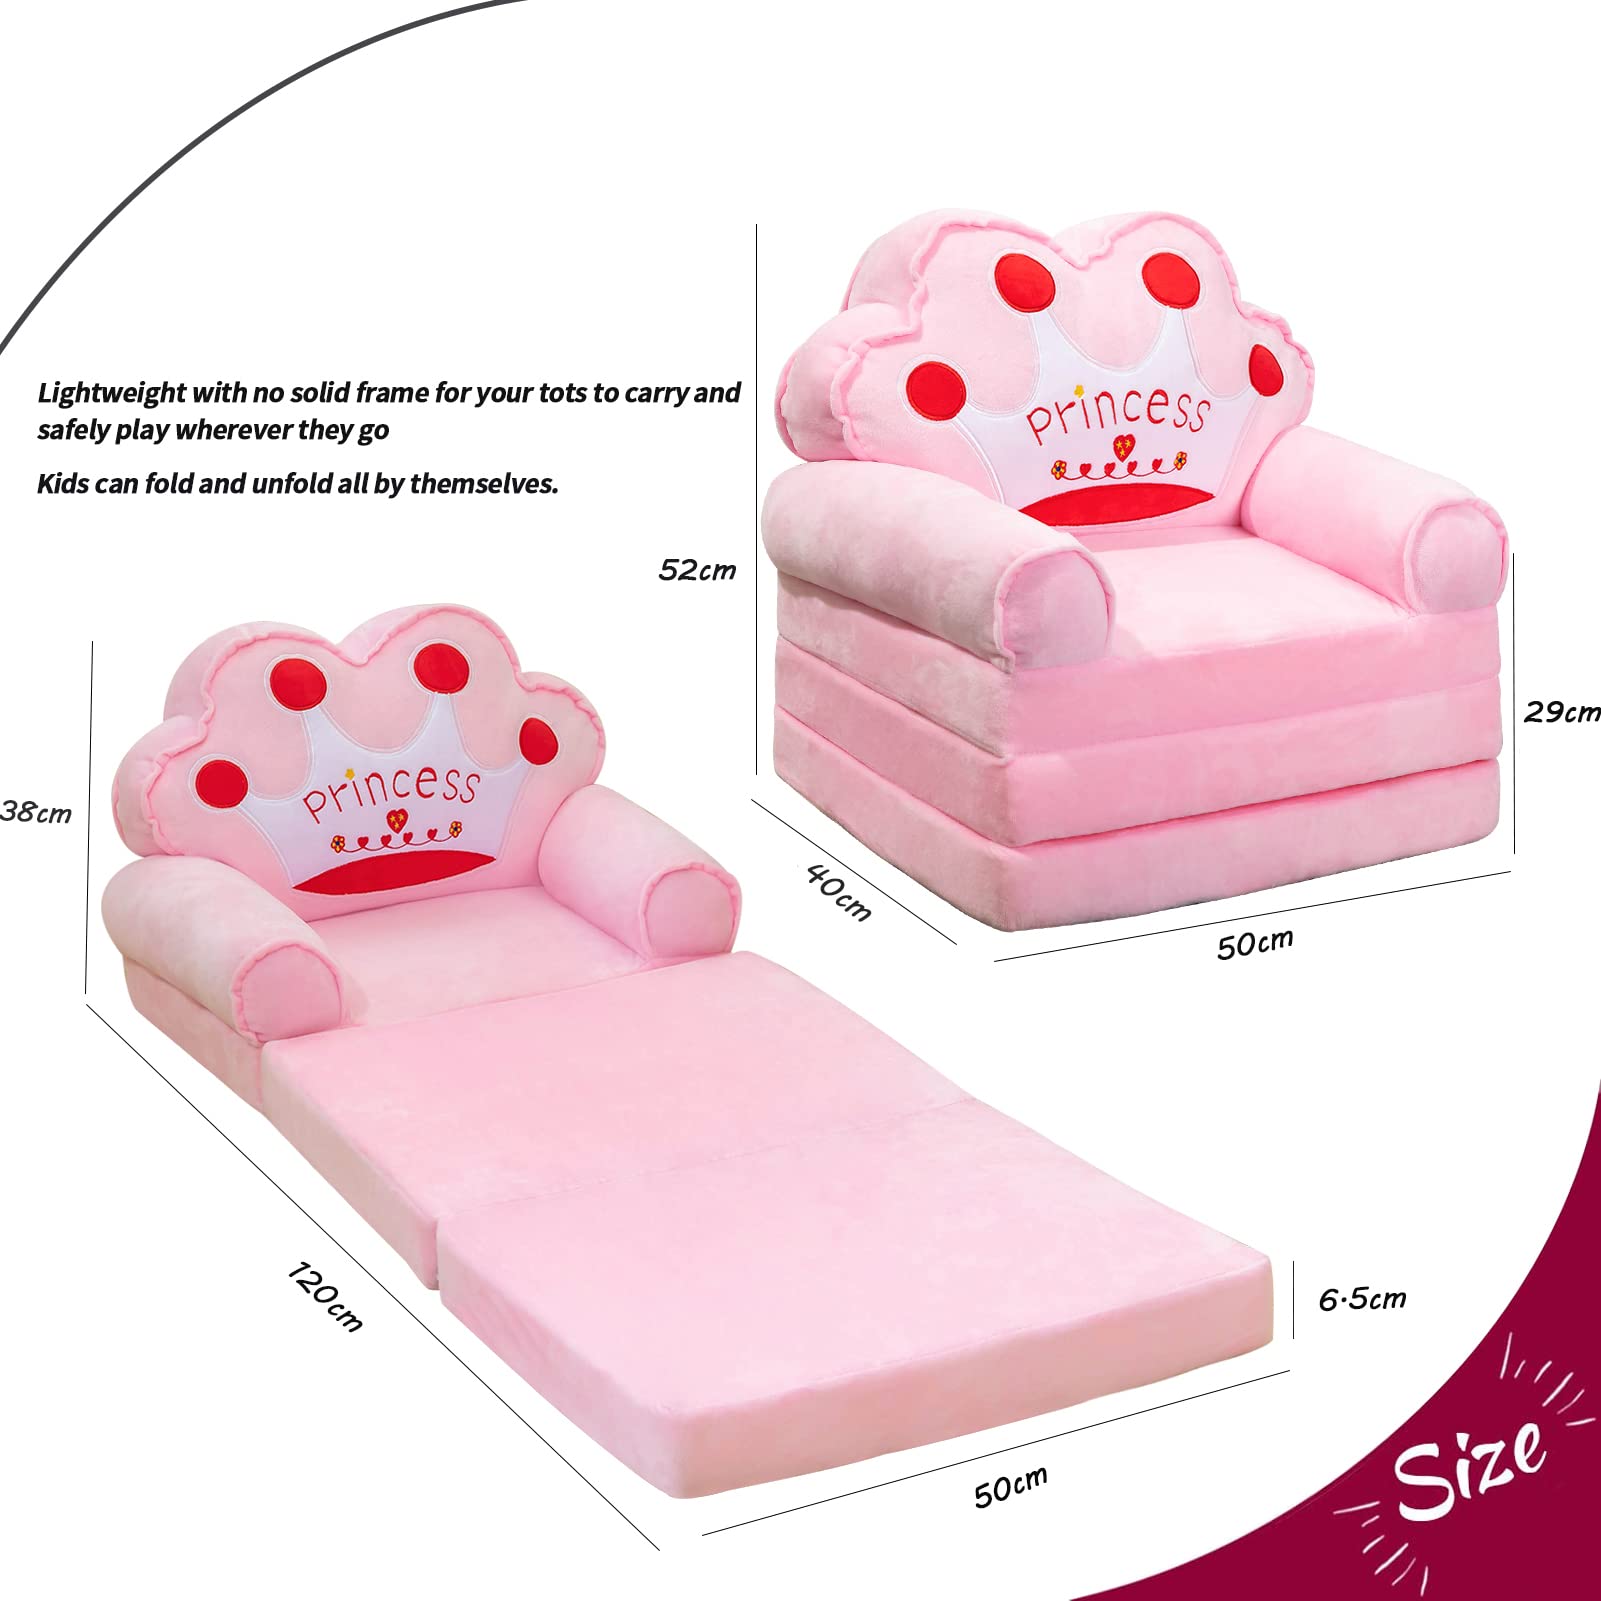 Lightweight with no solid frame for your tots to carry and
safely play wherever they go
Kids can fold and unfold all by themselves.
52cm
Princess
29cm
40cm
50cm
38cm
Princess
120cm
6.5cm
50cm
Size